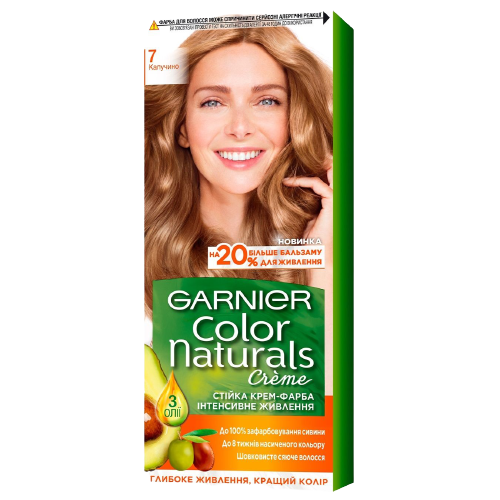 ФАРБА ДЛЯ ВОЛОССЯ МОЖЕ СПРИЧИНИТИ СЕРЙОЗНІ АЛЕРГІЧНІ РЕАКЦІЇ
7
Капучино
НОВИНКА
НА 20% БІЛЬШЕ БАЛЬЗАМУ
ДЛЯ ЖИВЛЕННЯ
GARNIER
Color
Naturals
Crème
СТІЙКА КРЕМ-ФАРБА
ІНТЕНСИВНЕ ЖИВЛЕННЯ
3
ОЛІЇ
До 100% зафарбовування сивини
До 8 тижнів насиченого кольору
Шовковисте сяюче волосся
ГЛИБОКЕ ЖИВЛЕННЯ, КРАЩИЙ КОЛІР